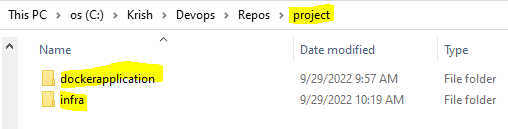 This PC > os (C:) > Krish > Devops > Repos > project
Name Date modified Type
dockerapplication 9/29/2022 9:57 AM File folder
infra 9/29/2022 10:19 AM File folder